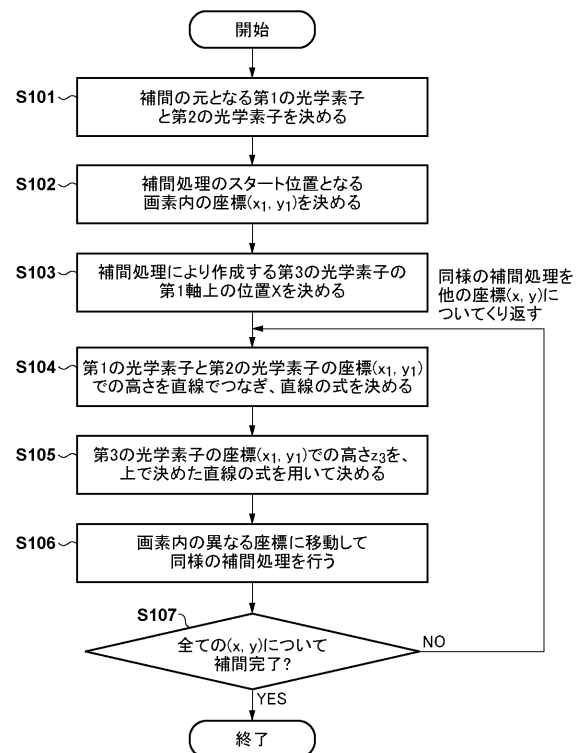 開始
S101
補間の元となる第1の光学素子
と第2の光学素子を決める
S102
補間処理のスタート位置となる
画素内の座標(x₁, y₁)を決める
S103
補間処理により作成する第3の光学素子の
第1軸上の位置Xを決める
同様の補間処理を
他の座標(x, y)に
ついてくり返す
S104
第1の光学素子と第2の光学素子の座標(x₁, y₁)
での高さを直線でつなぎ、直線の式を決める
S105
第3の光学素子の座標(x₁, y₁)での高さz₃を、
上で決めた直線の式を用いて決める
S106
画素内の異なる座標に移動して
同様の補間処理を行う
S107
全ての(x, y)について
補間完了?
NO
YES
終了